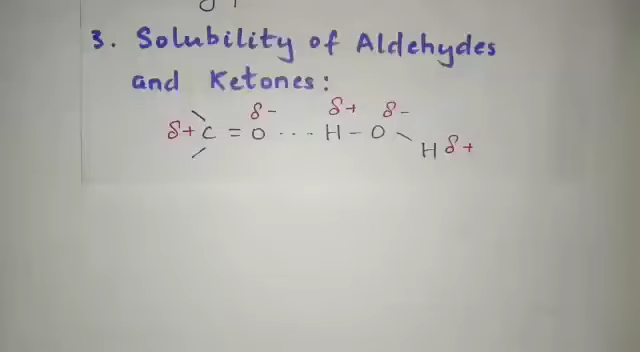 3. Solubility of Aldehydes
and Ketones:
δ- δ+ δ-
δ+ C = O ... H - O
H δ+